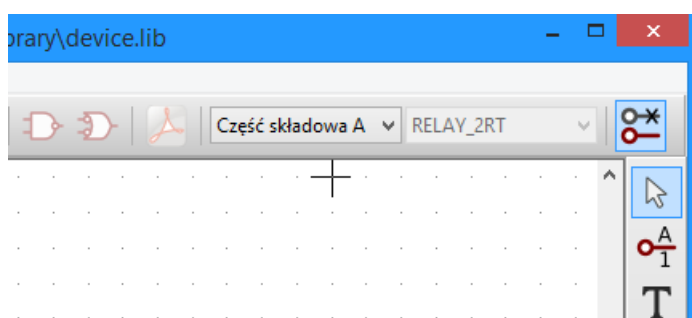 brary\device.lib
Część składowa A
RELAY_2RT
A
1
T